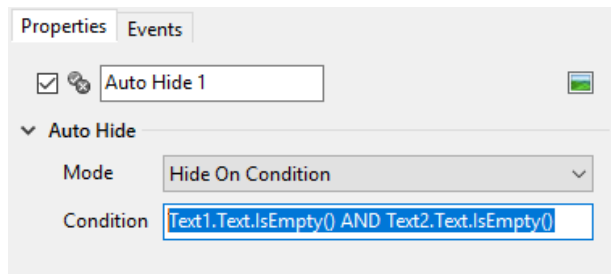 Properties Events
Auto Hide 1
Auto Hide
Mode Hide On Condition
Condition Text1.Text.IsEmpty() AND Text2.Text.IsEmpty()